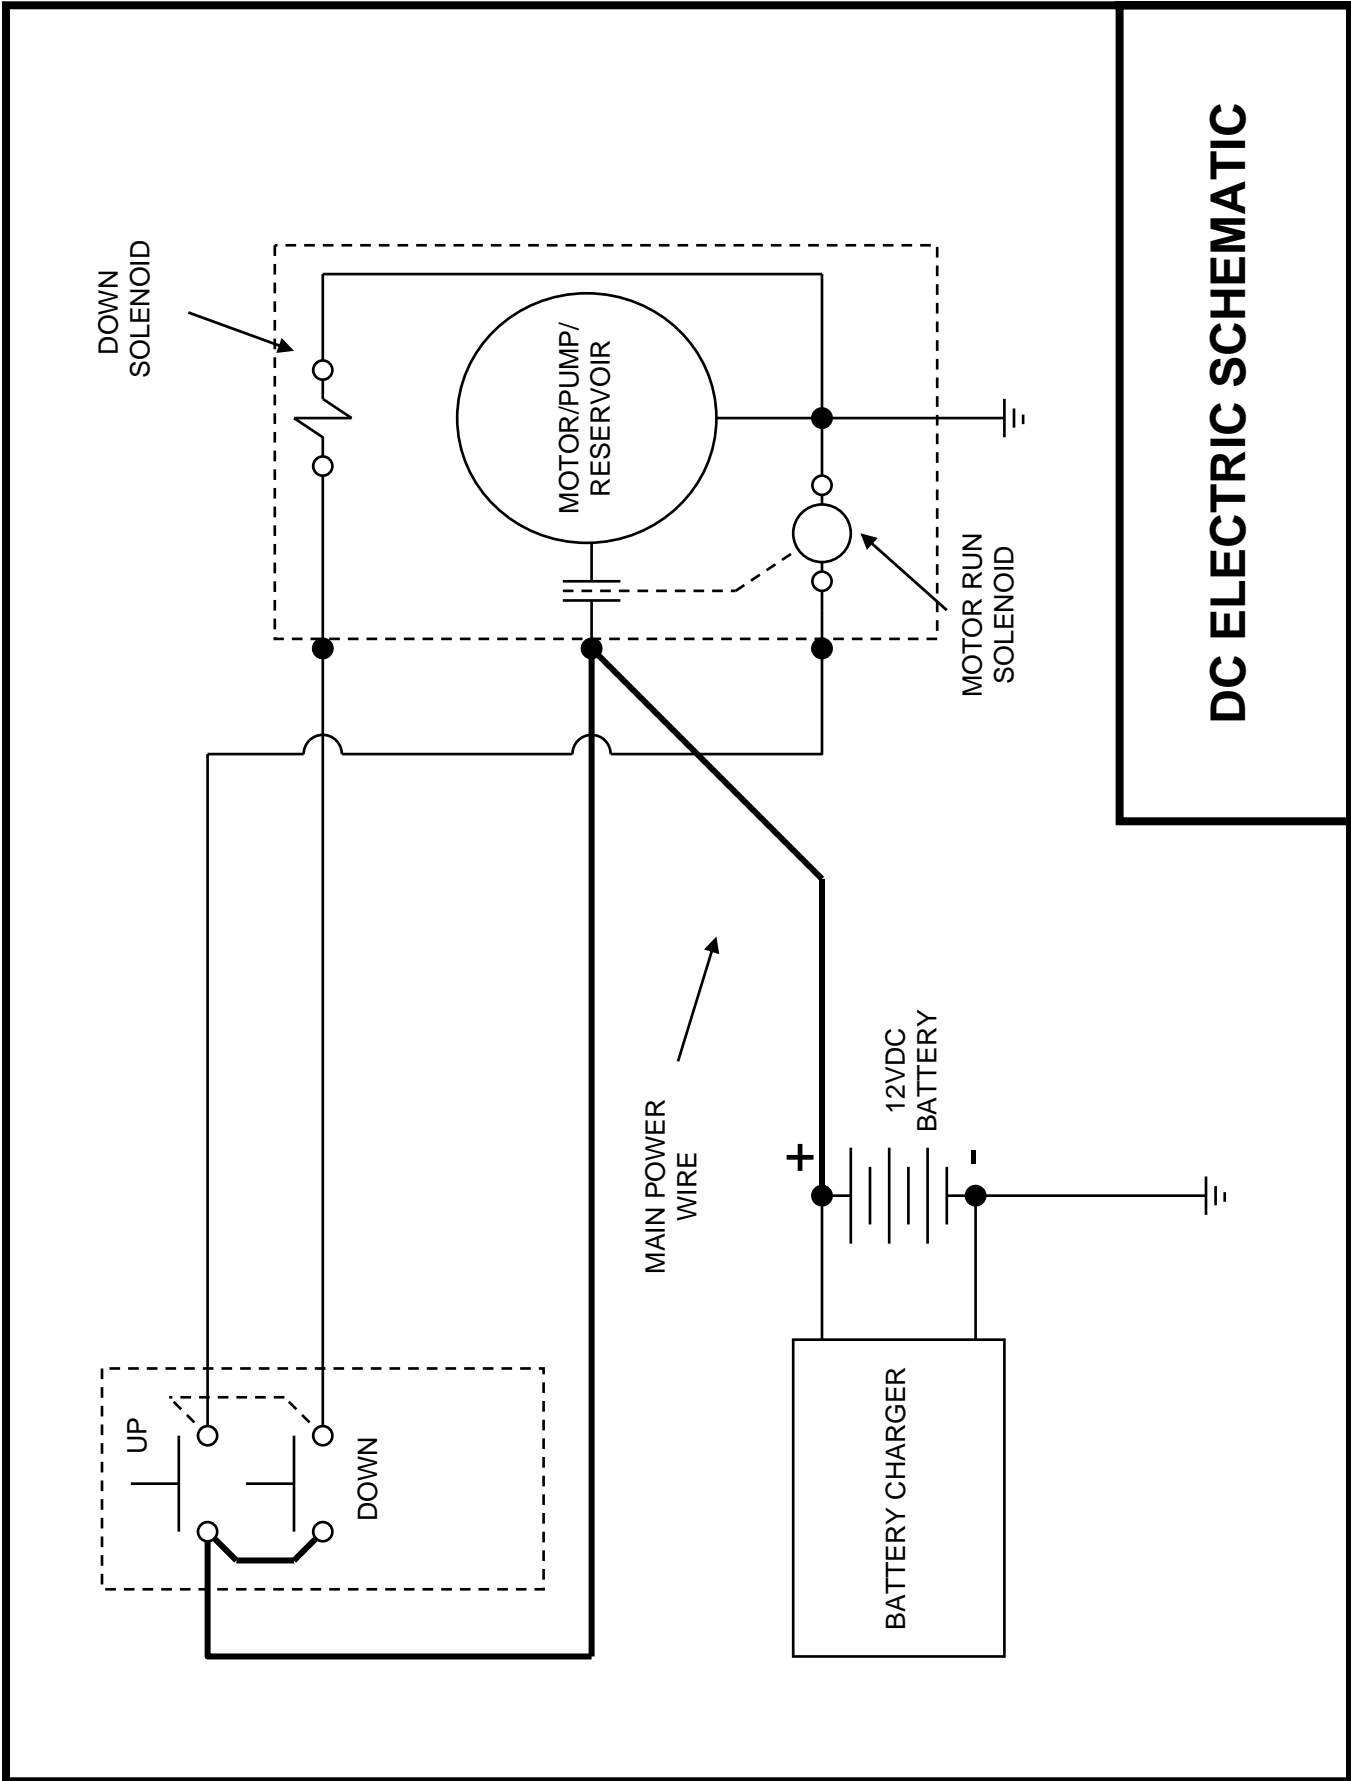 DC ELECTRIC SCHEMATIC
DOWN
SOLENOID
MOTOR/PUMP/
RESERVOIR
MOTOR RUN
SOLENOID
MAIN POWER
WIRE
12VDC
BATTERY
+
-
UP
DOWN
BATTERY CHARGER